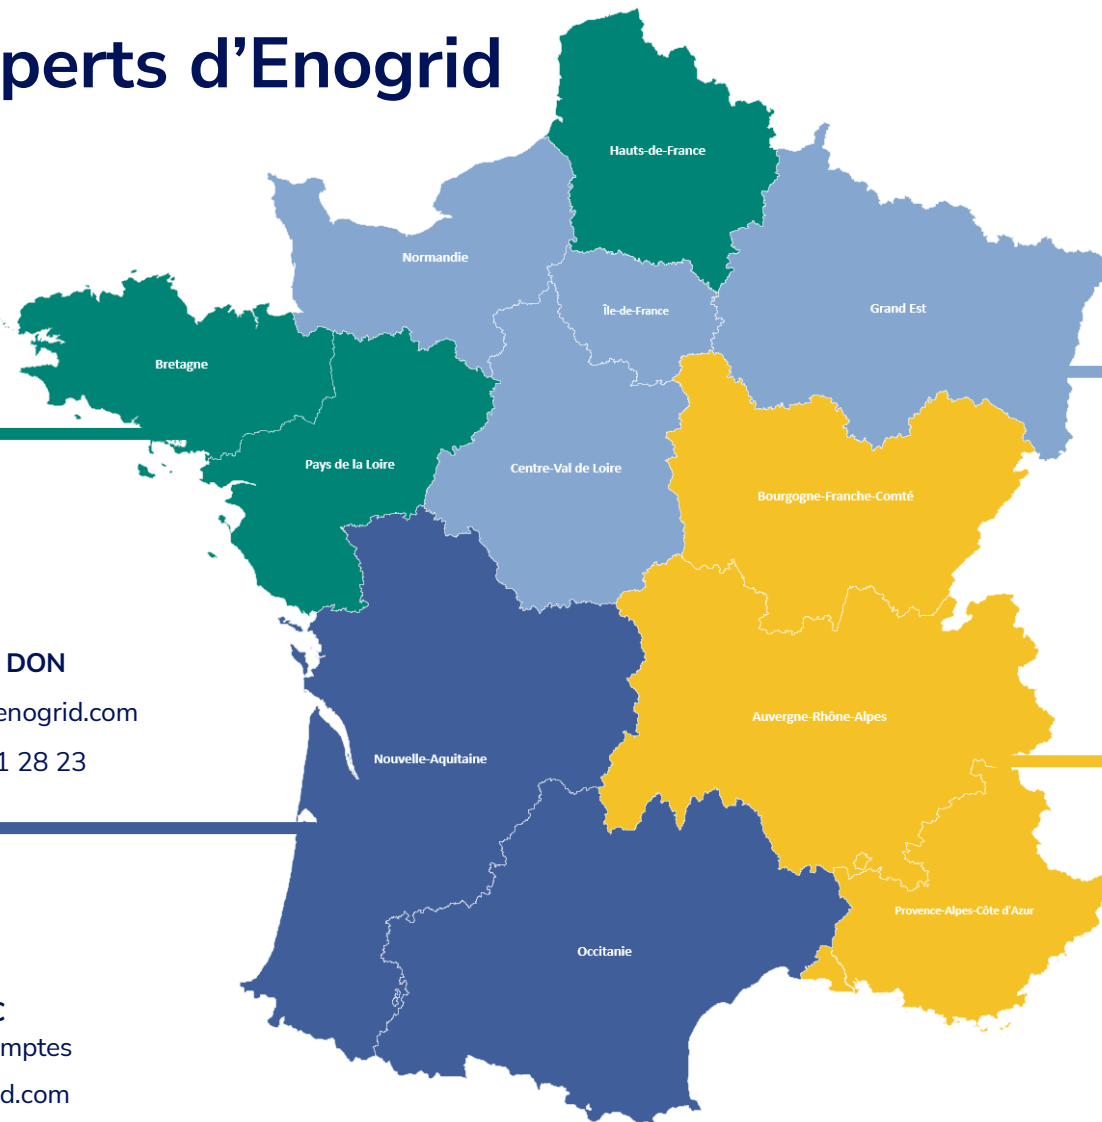 perts d’Enogrid
Hauts-de-France
Normandie
Île-de-France
Grand Est
Bretagne
Pays de la Loire
Centre-Val de Loire
Bourgogne-Franche-Comté
DON
enogrid.com
1 28 23
Auvergne-Rhône-Alpes
Nouvelle-Aquitaine
Provence-Alpes-Côte d'Azur
Occitanie
C
mptes
d.com